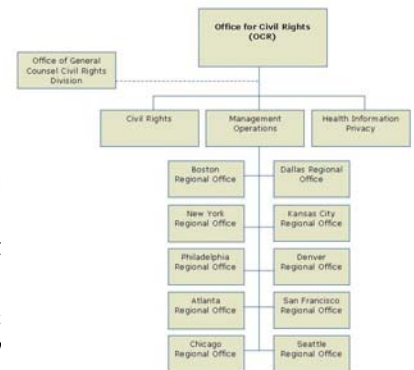 Office for Civil Rights
(OCR)
Office of General
Counsel Civil Rights
Division
Civil Rights
Management
Operations
Health Information
Privacy
Boston
Regional Office
Dallas Regional
Office
New York
Regional Office
Kansas City
Regional Office
Philadelphia
Regional Office
Denver
Regional Office
Atlanta
Regional Office
San Francisco
Regional Office
Chicago
Regional Office
Seattle
Regional Office